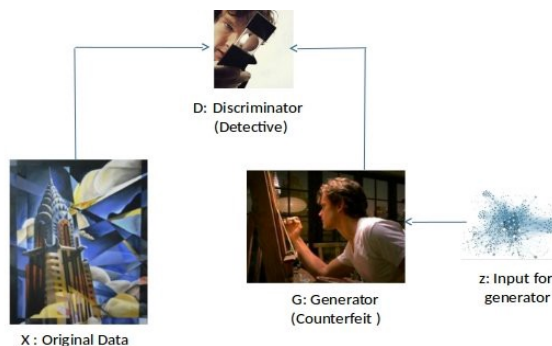 D: Discriminator
(Detective)
G: Generator
(Counterfeit )
z: Input for
generator
X : Original Data